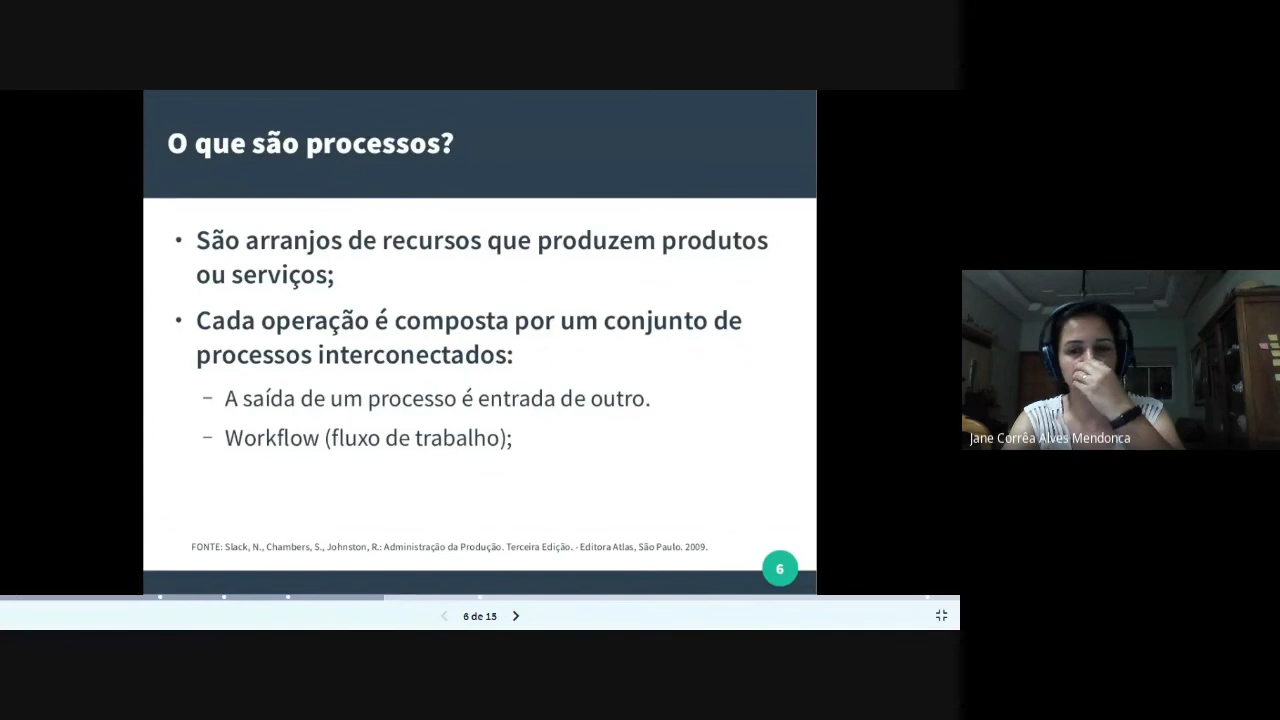 O que são processos?
• São arranjos de recursos que produzem produtos
ou serviços;
• Cada operação é composta por um conjunto de
processos interconectados:
– A saída de um processo é entrada de outro.
– Workflow (fluxo de trabalho);
FONTE: Slack, N., Chambers, S., Johnston, R.: Administração da Produção. Terceira Edição. - Editora Atlas, São Paulo. 2009.
6
6 de 15
Jane Corrêa Alves Mendonca